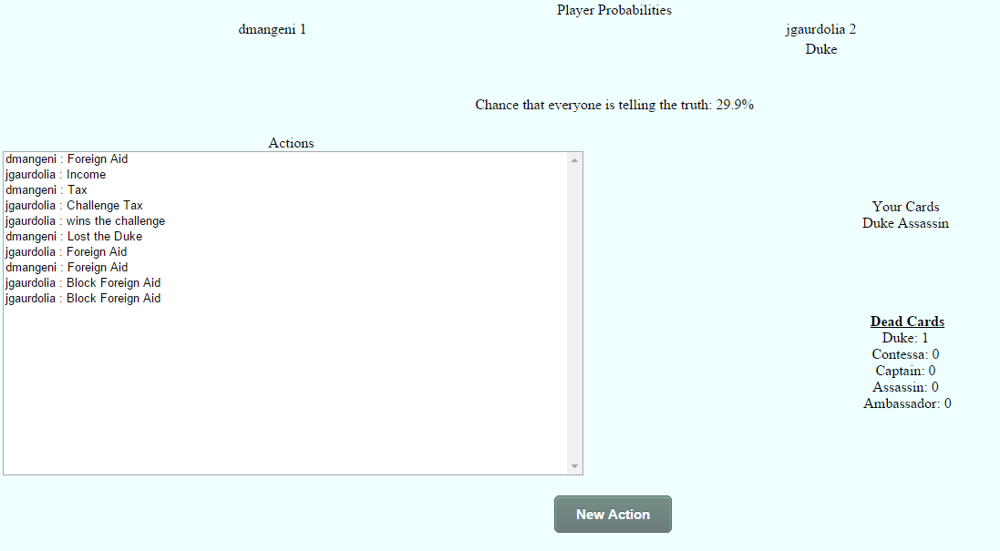 Player Probabilities
dmangeni 1
jgaurdolia 2
Duke
Chance that everyone is telling the truth: 29.9%
Actions
dmangeni : Foreign Aid
jgaurdolia : Income
dmangeni : Tax
jgaurdolia : Challenge Tax
jgaurdolia : wins the challenge
dmangeni : Lost the Duke
jgaurdolia : Foreign Aid
dmangeni : Foreign Aid
jgaurdolia : Block Foreign Aid
jgaurdolia : Block Foreign Aid
Your Cards
Duke Assassin
Dead Cards
Duke: 1
Contessa: 0
Captain: 0
Assassin: 0
Ambassador: 0
New Action